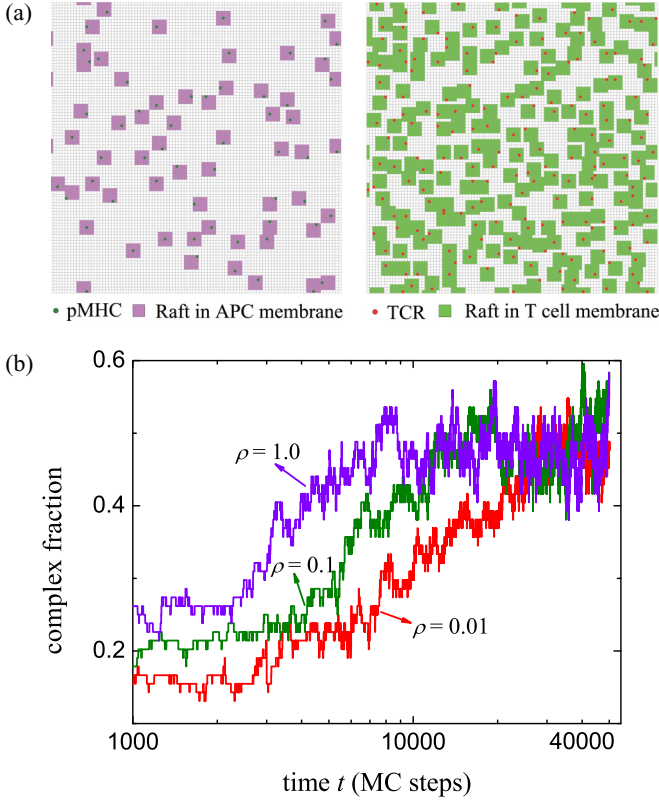 (a)
pMHC Raft in APC membrane TCR Raft in T cell membrane
(b)
0.6
0.4
0.2
complex fraction
ρ = 1.0
ρ = 0.1
ρ = 0.01
1000 10000 40000
time t (MC steps)